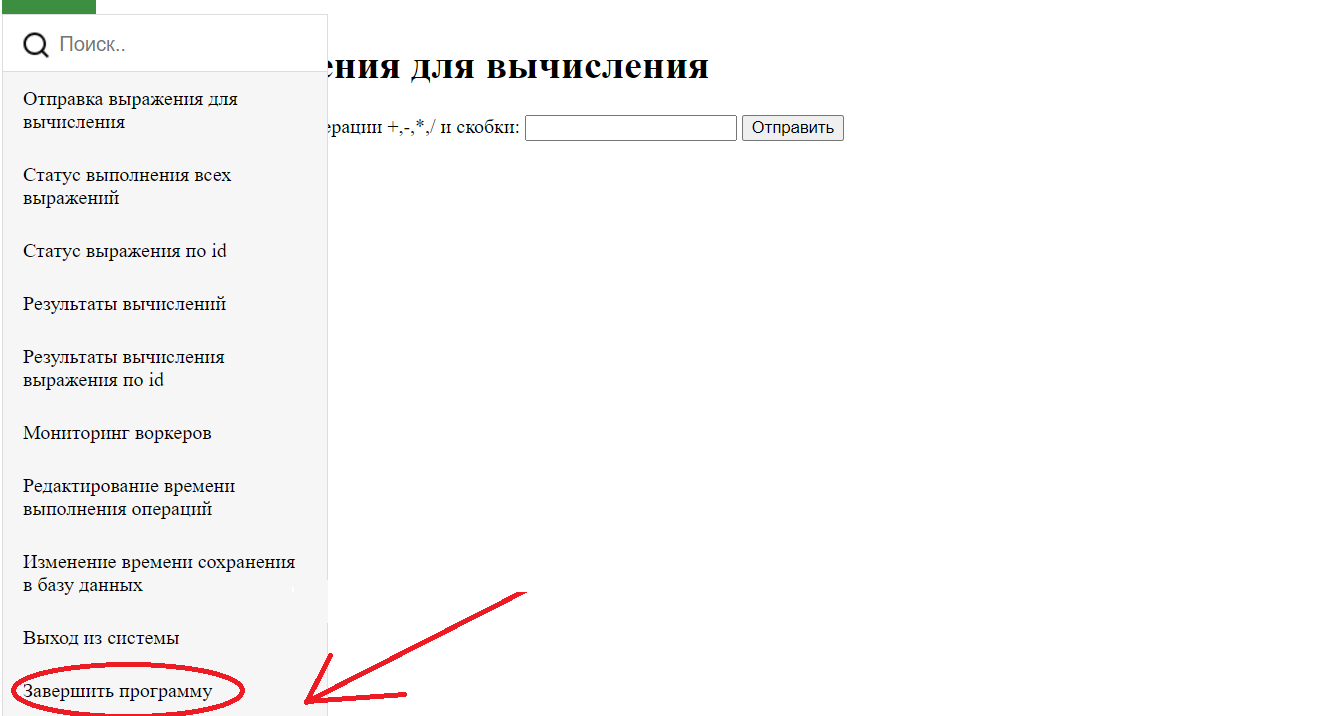 Поиск..
ения для вычисления
ерации +,-,*,/ и скобки:
Отправить
Отправка выражения для
вычисления
Статус выполнения всех
выражений
Статус выражения по id
Результаты вычислений
Результаты вычисления
выражения по id
Мониторинг воркеров
Редактирование времени
выполнения операций
Изменение времени сохранения
в базу данных
Выход из системы
Завершить программу